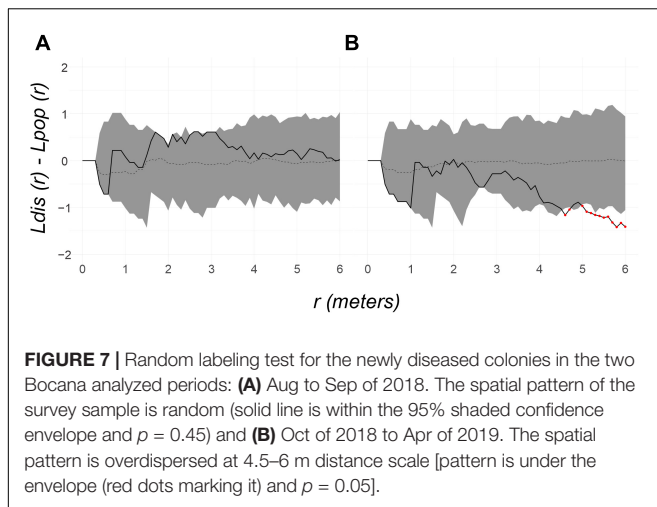 A
B
2
1
0
−1
−2
Ldis (r) - Lpop (r)
0 1 2 3 4 5 6 0 1 2 3 4 5 6
r (meters)
FIGURE 7 | Random labeling test for the newly diseased colonies in the two
Bocana analyzed periods: (A) Aug to Sep of 2018. The spatial pattern of the
survey sample is random (solid line is within the 95% shaded confidence
envelope and p = 0.45) and (B) Oct of 2018 to Apr of 2019. The spatial
pattern is overdispersed at 4.5–6 m distance scale [pattern is under the
envelope (red dots marking it) and p = 0.05].